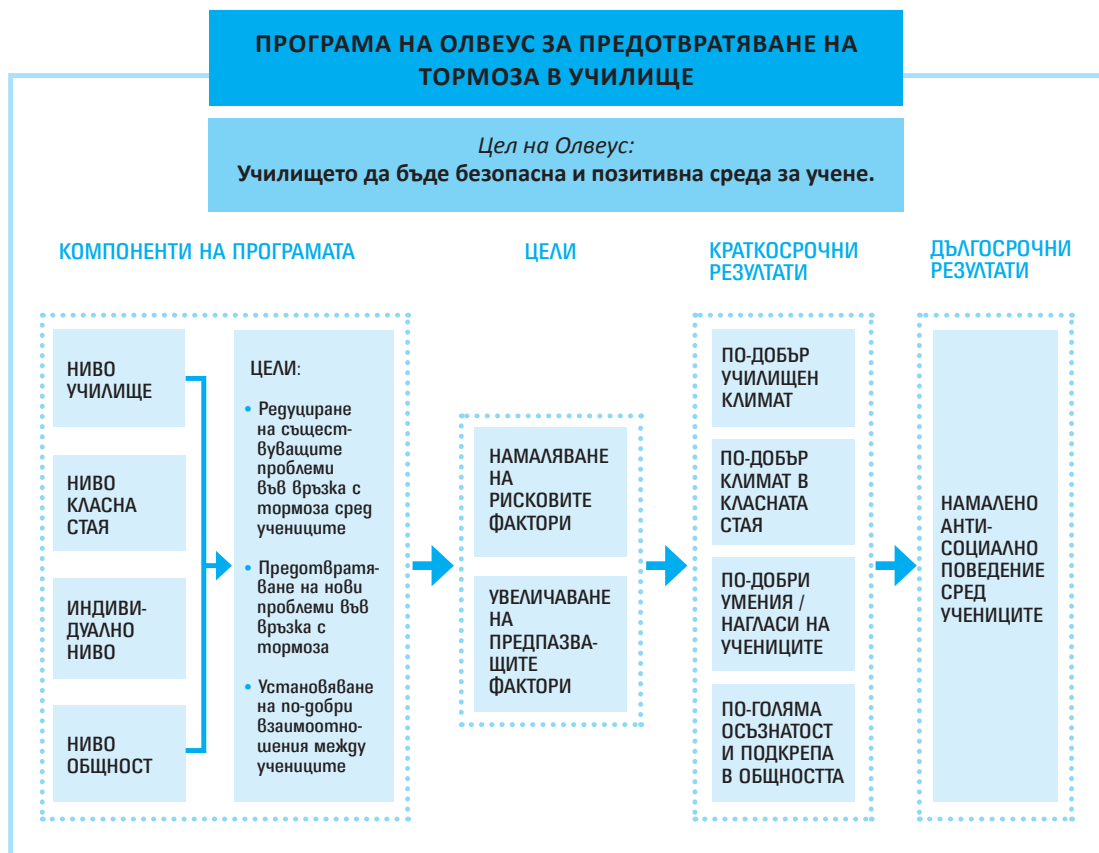 ПРОГРАМА НА ОЛВЕУС ЗА ПРЕДОТВРАТЯВАНЕ НА
ТОРМОЗА В УЧИЛИЩЕ
Цел на Олвеус:
Училището да бъде безопасна и позитивна среда за учене.
КОМПОНЕНТИ НА ПРОГРАМАТА
НИВО
УЧИЛИЩЕ
НИВО
КЛАСНА
СТАЯ
ИНДИВИ-
ДУАЛНО
НИВО
НИВО
ОБЩНОСТ
ЦЕЛИ:
• Редуциране
на същест-
вуващите
проблеми
във връзка с
тормоза сред
учениците
• Предотвратя-
ване на нови
проблеми във
връзка с
тормоза
• Установяване
на по-добри
взаимоотно-
шения между
учениците
ЦЕЛИ
НАМАЛЯВАНЕ
НА
РИСКОВИТЕ
ФАКТОРИ
УВЕЛИЧАВАНЕ
НА
ПРЕДПАЗВА-
ЩИТЕ
ФАКТОРИ
КРАТКОСРОЧНИ
РЕЗУЛТАТИ
ПО-ДОБЪР
УЧИЛИЩЕН
КЛИМАТ
ПО-ДОБЪР
КЛИМАТ В
КЛАСНАТА
СТАЯ
ПО-ДОБРИ
УМЕНИЯ /
НАГЛАСИ НА
УЧЕНИЦИТЕ
ПО-ГОЛЯМА
ОСЪЗНАТОСТ
И ПОДКРЕПА
В ОБЩНОСТТА
ДЪЛГОСРОЧНИ
РЕЗУЛТАТИ
НАМАЛЕНО
АНТИ-
СОЦИАЛНО
ПОВЕДЕНИЕ
СРЕД
УЧЕНИЦИТЕ